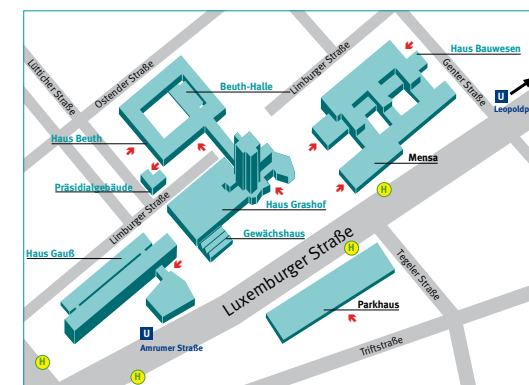 Haus Bauwesen
Lütticher Straße
Ostender Straße
Limburger Straße
Genter Straße
Beuth-Halle
U
Leopoldp
Haus Beuth
Mensa
Präsidialgebäude
H
Haus Grashof
Limburger Straße
Gewächshaus
Luxemburger Straße
H
Tegeler Straße
Haus Gauß
Parkhaus
U
Amrumer Straße
Triftstraße
H
H